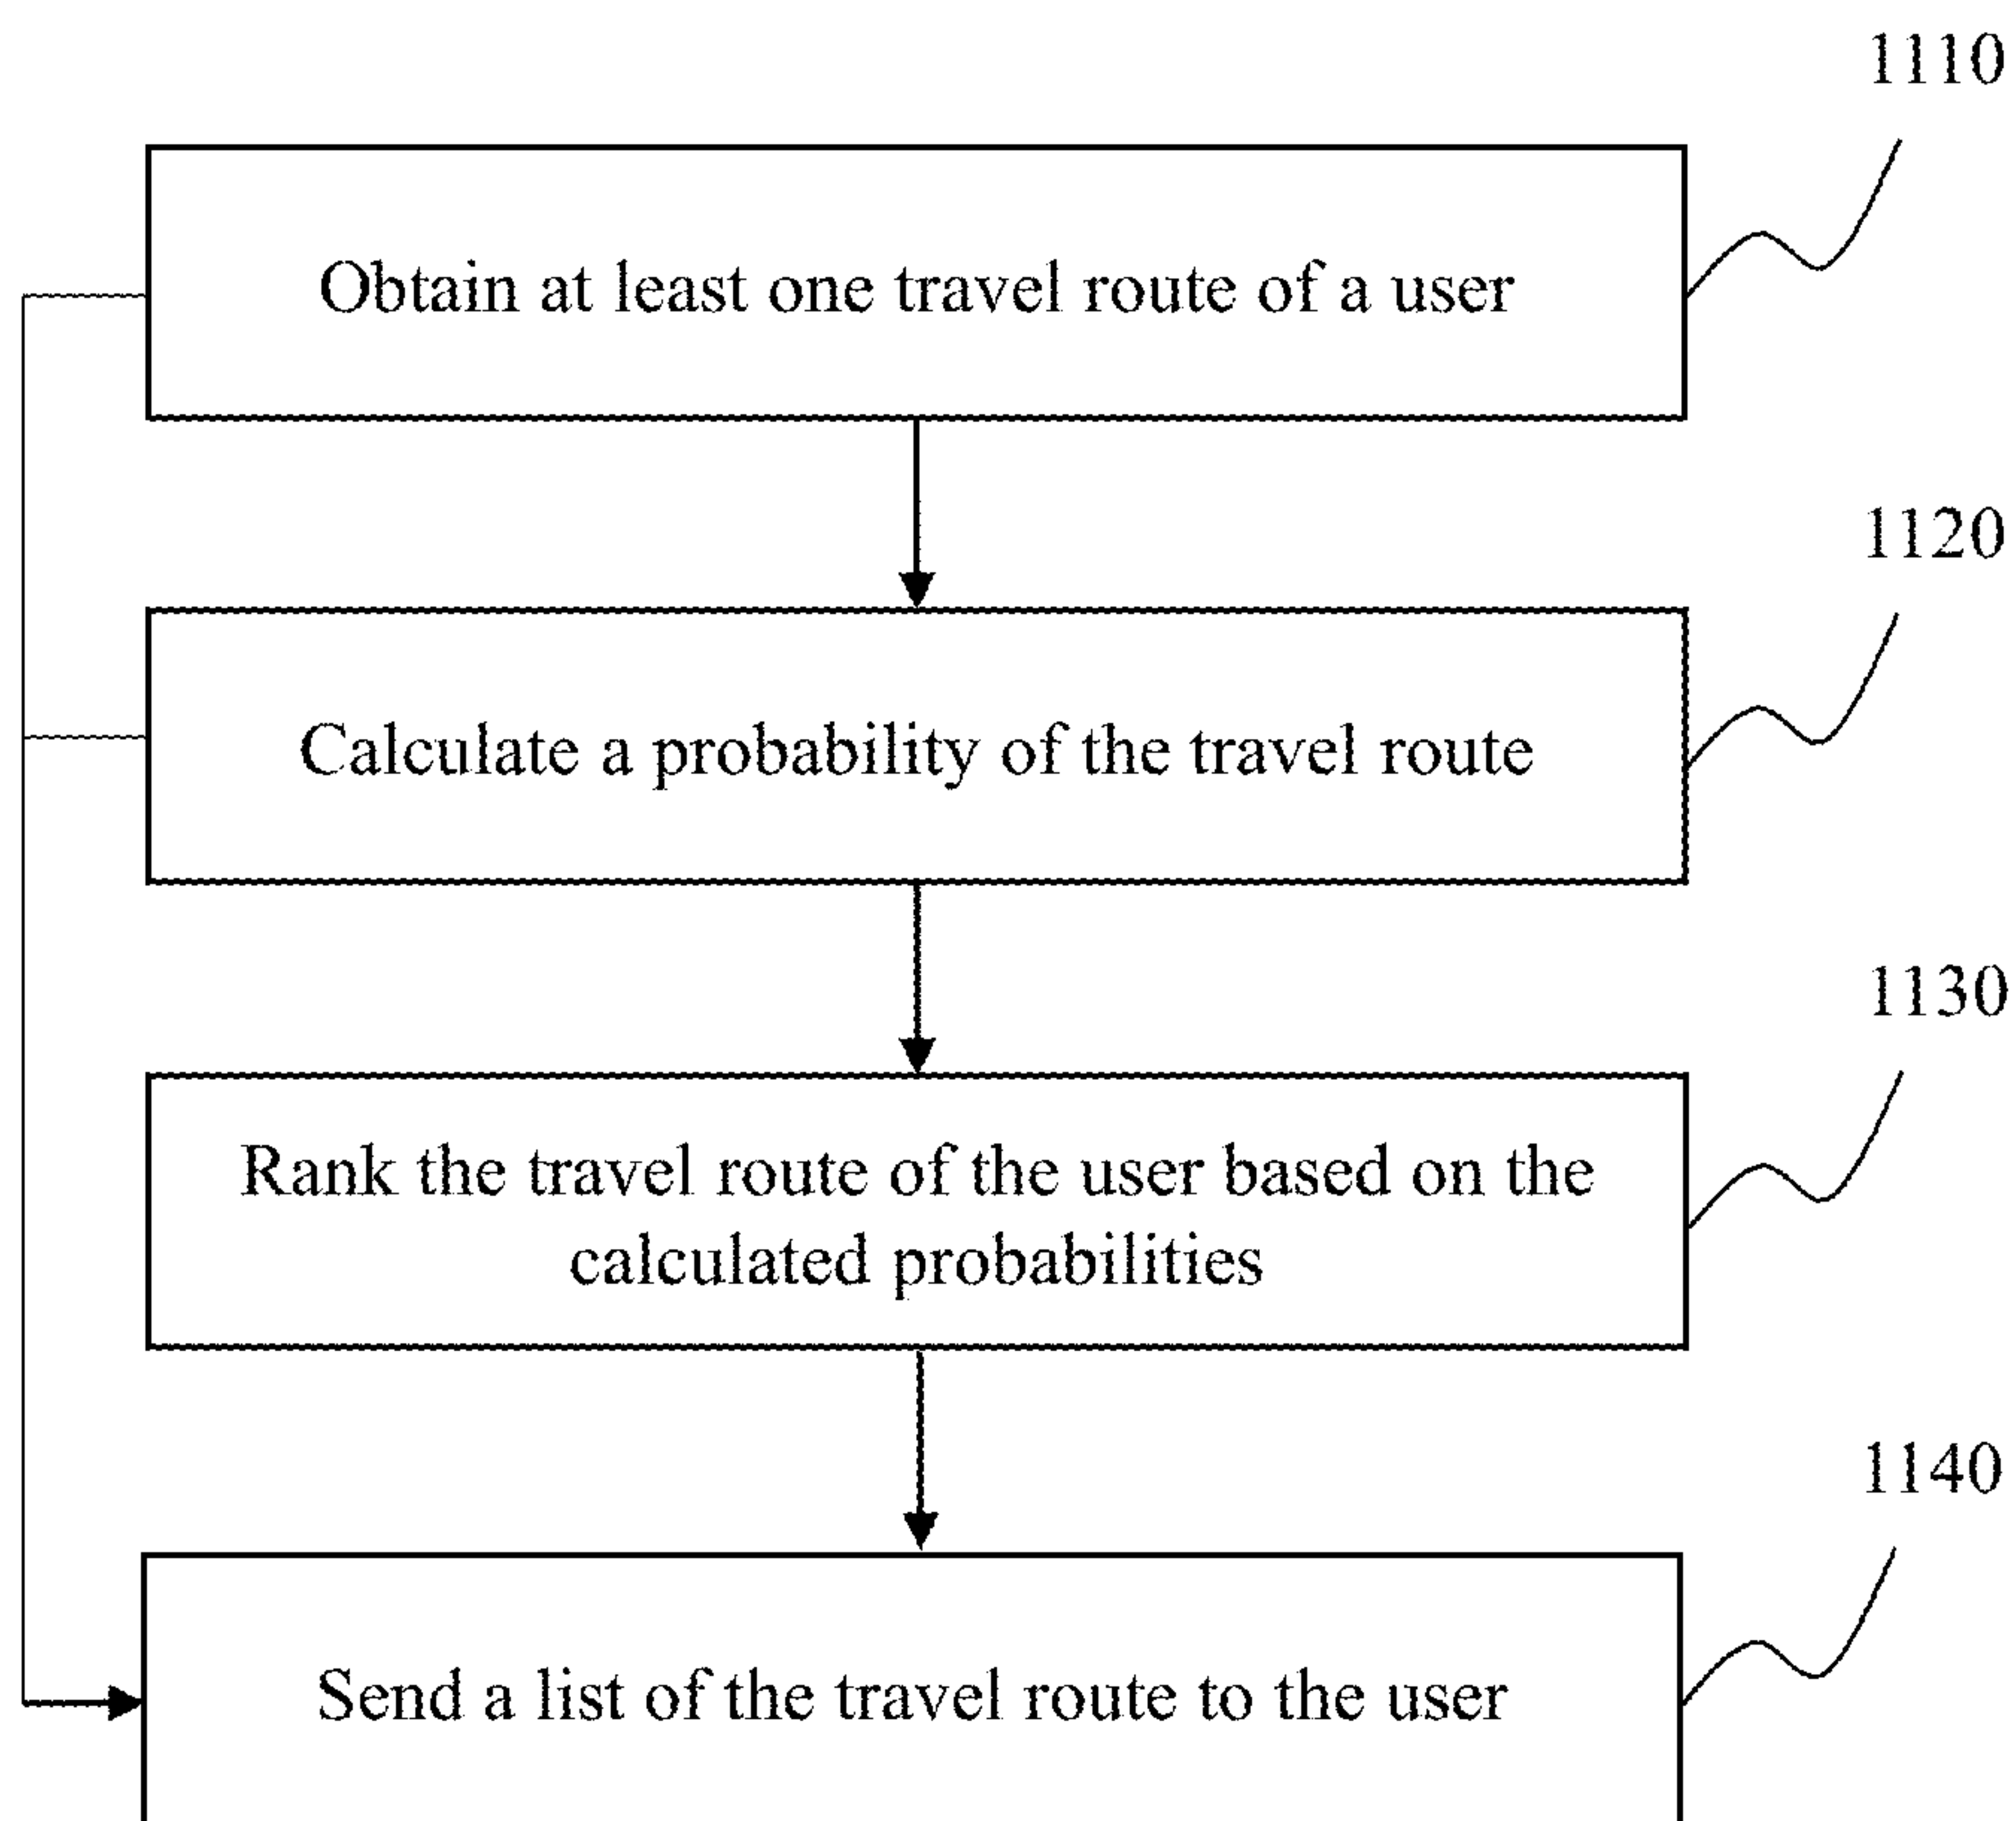 1110
Obtain at least one travel route of a user
1120
Calculate a probability of the travel route
1130
Rank the travel route of the user based on the
calculated probabilities
1140
Send a list of the travel route to the user